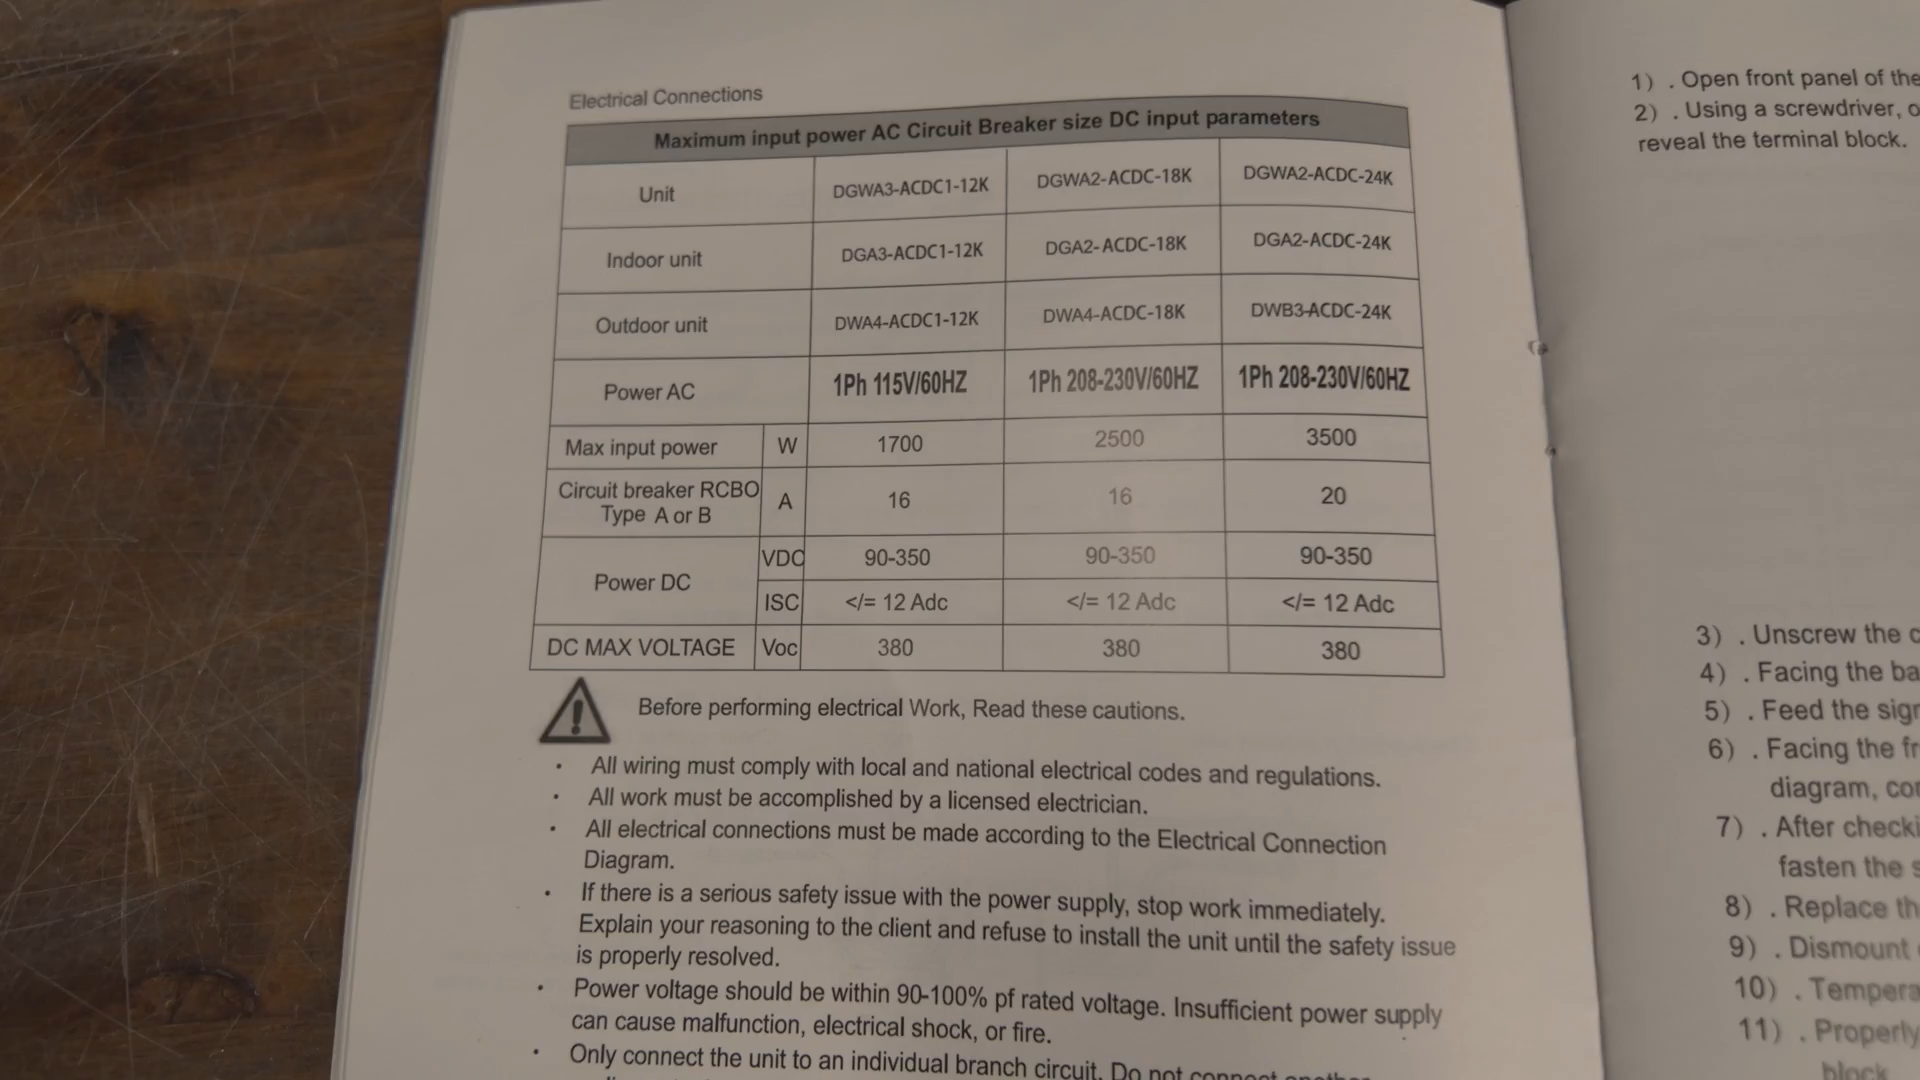 Electrical Connections
Maximum input power AC Circuit Breaker size DC input parameters
Unit DGWA3-ACDC1-12K DGWA2-ACDC-18K DGWA2-ACDC-24K
Indoor unit DGA3-ACDC1-12K DGA2-ACDC-18K DGA2-ACDC-24K
Outdoor unit DWA4-ACDC1-12K DWA4-ACDC-18K DWB3-ACDC-24K
Power AC 1Ph 115V/60HZ 1Ph 208-230V/60HZ 1Ph 208-230V/60HZ
Max input power W 1700 2500 3500
Circuit breaker RCBO
Type A or B A 16 16 20
Power DC VDC 90-350 90-350 90-350
ISC </= 12 Adc </= 12 Adc </= 12 Adc
DC MAX VOLTAGE Voc 380 380 380
Before performing electrical Work, Read these cautions.
· All wiring must comply with local and national electrical codes and regulations.
· All work must be accomplished by a licensed electrician.
· All electrical connections must be made according to the Electrical Connection
Diagram.
· If there is a serious safety issue with the power supply, stop work immediately.
Explain your reasoning to the client and refuse to install the unit until the safety issue
is properly resolved.
· Power voltage should be within 90-100% pf rated voltage. Insufficient power supply
can cause malfunction, electrical shock, or fire.
· Only connect the unit to an individual branch circuit. Do not connect another
1) . Open front panel of the
2) . Using a screwdriver, o
reveal the terminal block.
3) . Unscrew the c
4) . Facing the ba
5) . Feed the sign
6) . Facing the fr
diagram, con
7) . After checki
fasten the s
8) . Replace th
9) . Dismount
10) . Tempera
11) . Properly
block